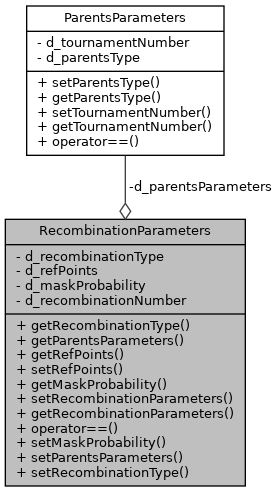 ParentsParameters
- d_tournamentNumber
- d_parentsType
+ setParentsType()
+ getParentsType()
+ setTournamentNumber()
+ getTournamentNumber()
+ operator==()
-d_parentsParameters
RecombinationParameters
- d_recombinationType
- d_refPoints
- d_maskProbability
- d_recombinationNumber
+ getRecombinationType()
+ getParentsParameters()
+ getRefPoints()
+ setRefPoints()
+ getMaskProbability()
+ setRecombinationParameters()
+ getRecombinationParameters()
+ operator==()
+ setMaskProbability()
+ setParentsParameters()
+ setRecombinationType()